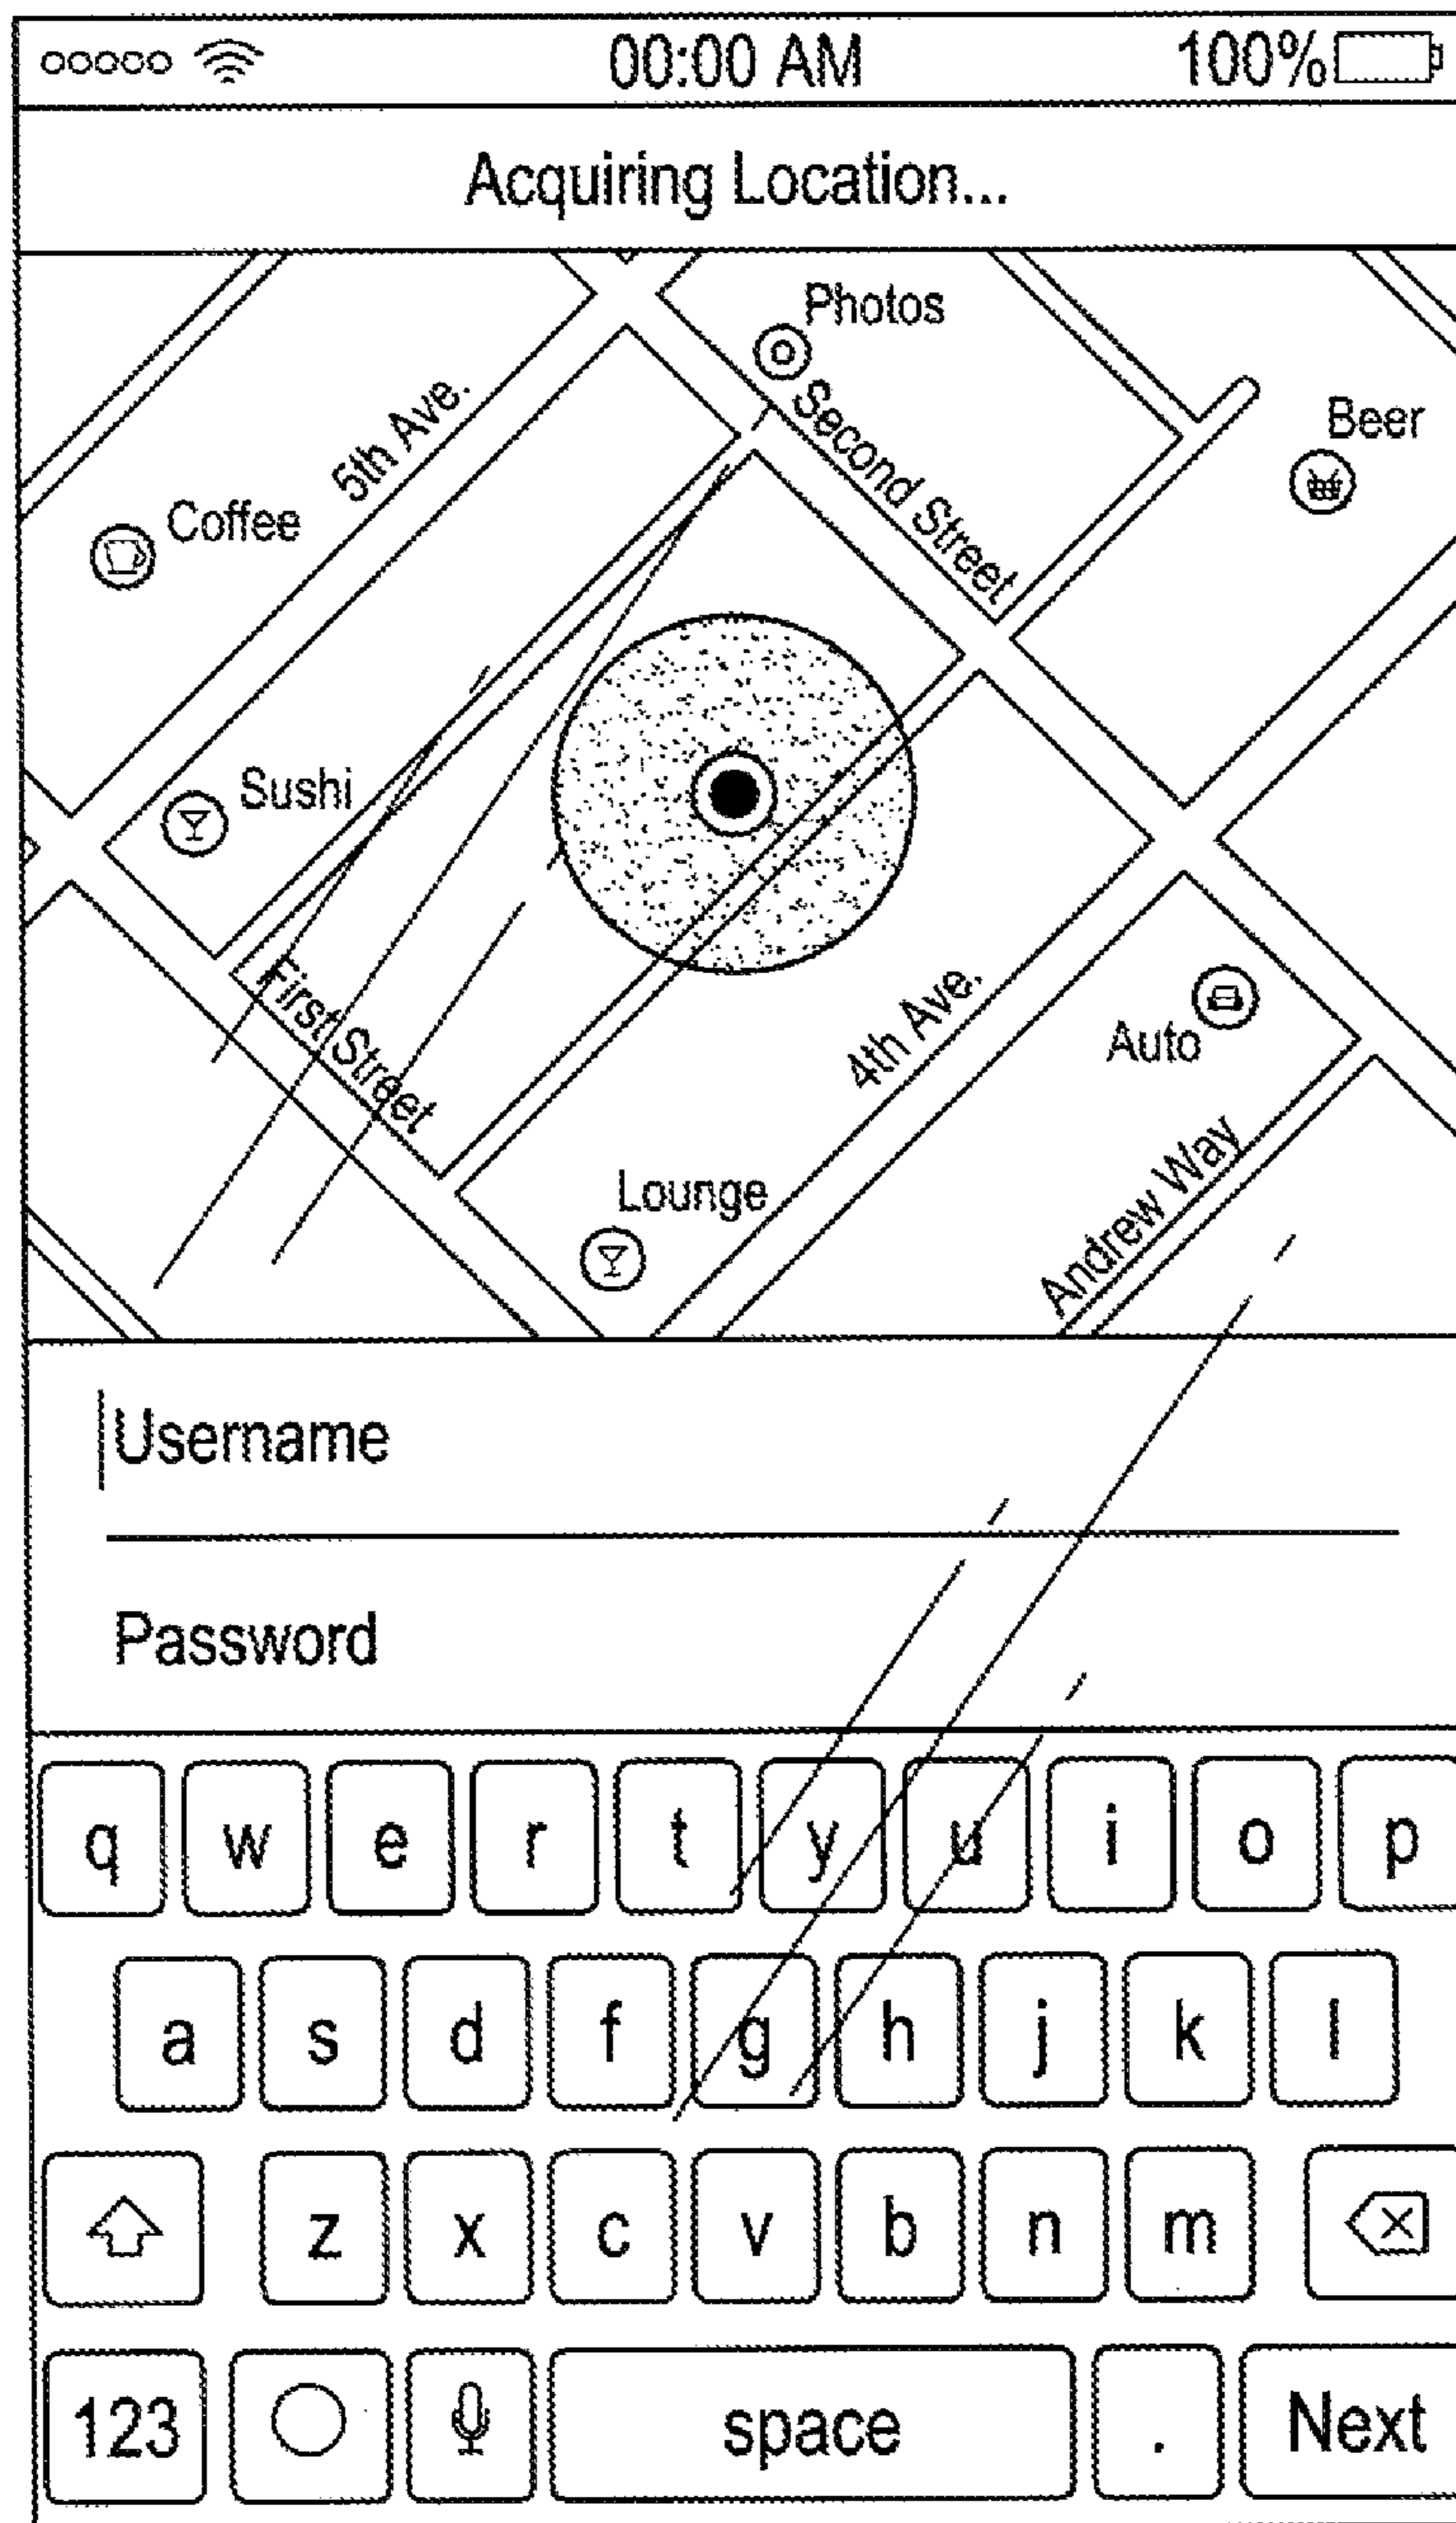 00:00 AM 100%
Acquiring Location...
Photos
5th Ave.
Second Street
Beer
Coffee
Sushi
First Street
4th Ave.
Auto
Lounge
Andrew Way
Username
Password
q w e r t y u i o p
a s d f g h j k l
z x c v b n m
123 space . Next